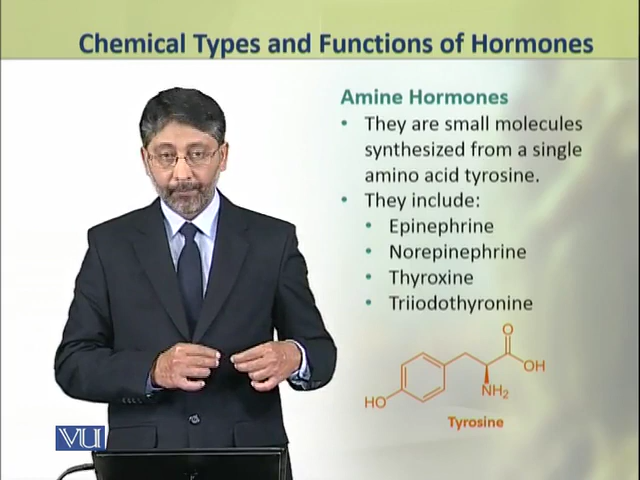 Chemical Types and Functions of Hormones
Amine Hormones
• They are small molecules
synthesized from a single
amino acid tyrosine.
• They include:
• Epinephrine
• Norepinephrine
• Thyroxine
• Triiodothyronine
O
OH
NH₂
HO
Tyrosine
VU